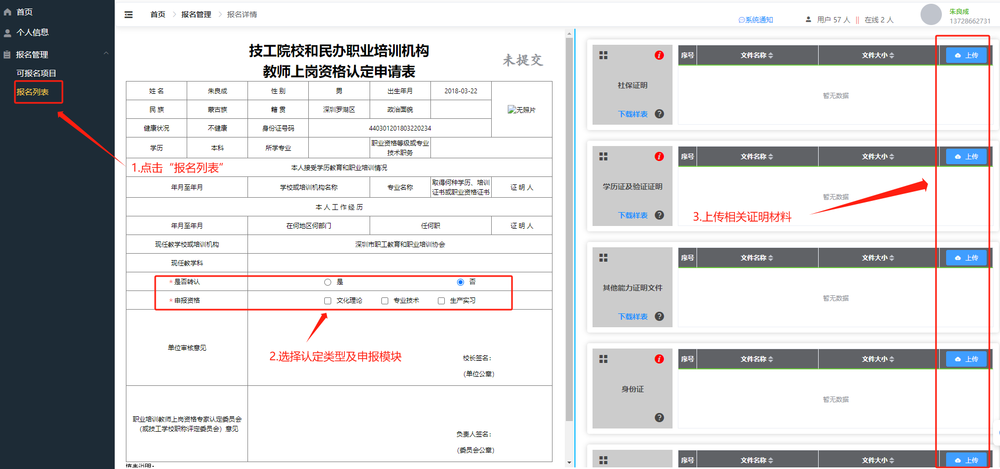 首页
个人信息
报名管理
可报名项目
报名列表
首页
报名管理
报名详情
系统通知
用户 57 人 || 在线 2 人
朱良成
13728662731
技工院校和民办职业培训机构
教师上岗资格认定申请表
未提交
姓 名 朱良成 性 别 男 出生年月 2018-03-22
民 族 蒙古族 籍 贯 深圳罗湖区 政治面貌 无照片
健康状况 不健康 身份证号码 440301201803220234
学历 本科 所学专业 职业资格等级或专业
技术职务
1.点击“报名列表”
本人接受学历教育和职业培训情况
年月至年月 学校或培训机构名称 专业名称 取得何种学历、培训
证书或职业资格证书 证 明 人
本 人 工 作 经 历
年月至年月 在何地区何部门 任何职 证 明 人
现任教学校或培训机构 深圳市职工教育和职业培训协会
现任教学科
*是否转认 是 否
*申报资格 文化理论 专业技术 生产实习
2.选择认定类型及申报模块
单位审核意见
校长签名：
（单位公章）
职业培训教师上岗资格专家认定委员会
（或技工学校职称评定委员会）意见
负责人签名：
（委员会公章）
填表说明：
社保证明
下载样表
序号 文件名称 文件大小 上传
暂无数据
学历证及验证证明
下载样表
序号 文件名称 文件大小 上传
暂无数据
3.上传相关证明材料
其他能力证明文件
下载样表
序号 文件名称 文件大小 上传
暂无数据
身份证
序号 文件名称 文件大小 上传
暂无数据
序号 文件名称 文件大小 上传